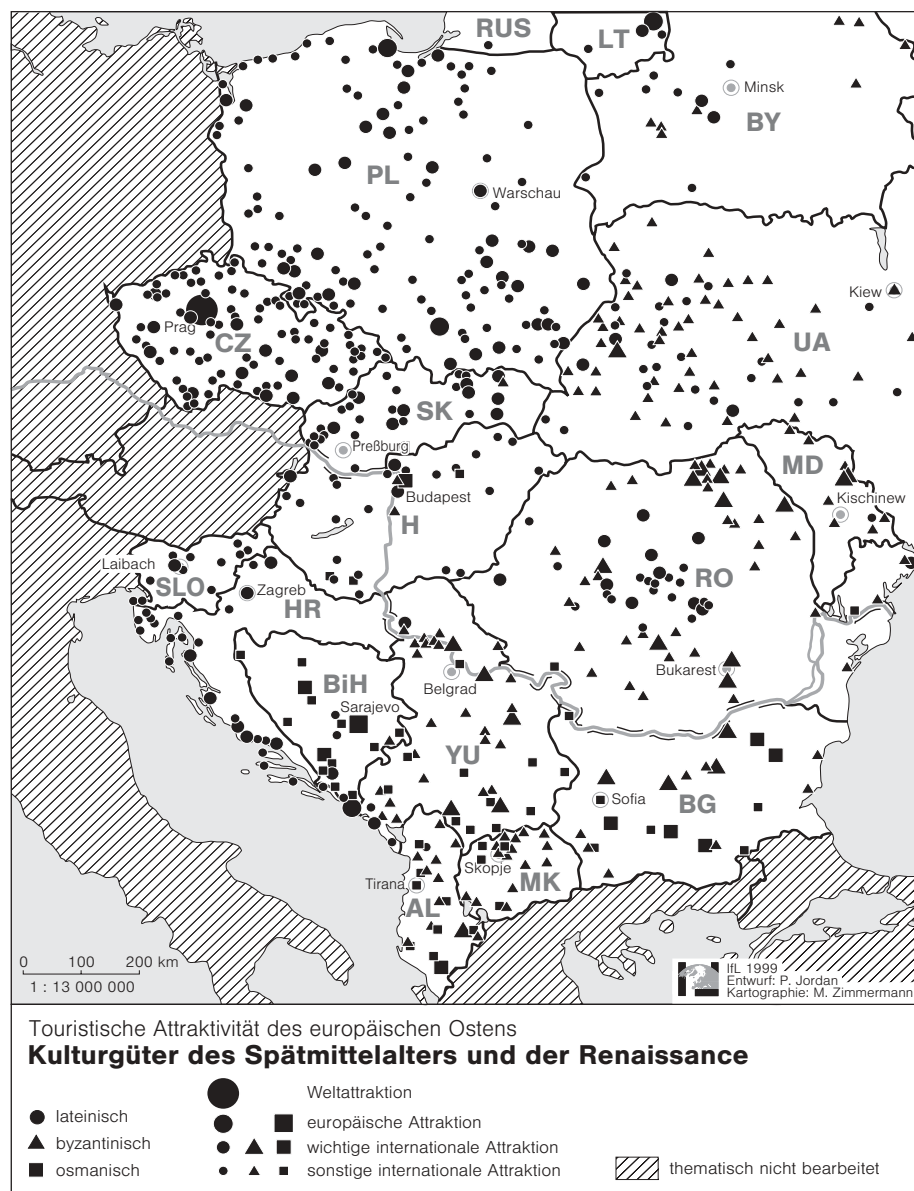 RUS
LT
Minsk
BY
PL
Warschau
Kiew
Prag
CZ
UA
SK
Preßburg
MD
Budapest
Kischinew
H
Laibach
SLO
Zagreb
HR
RO
BiH
Sarajevo
Belgrad
Bukarest
YU
Sofia
BG
Skopje
Tirana
MK
AL
0 100 200 km
1 : 13 000 000
IfL 1999
Entwurf: P. Jordan
Kartographie: M. Zimmermann
Touristische Attraktivität des europäischen Ostens
Kulturgüter des Spätmittelalters und der Renaissance
Weltattraktion
lateinisch
europäische Attraktion
byzantinisch
wichtige internationale Attraktion
osmanisch
sonstige internationale Attraktion
thematisch nicht bearbeitet